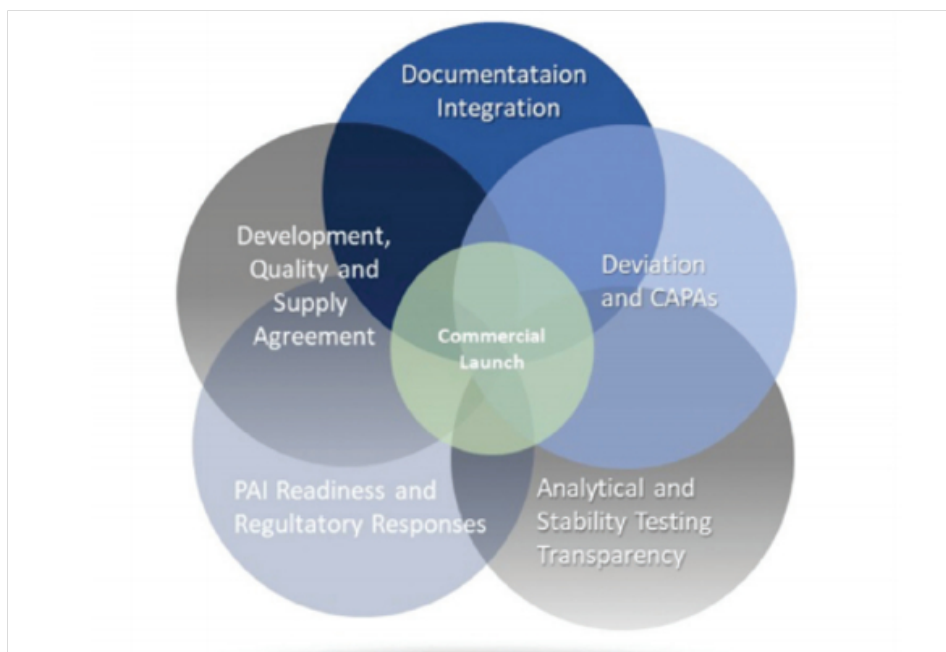 Documentataion
Integration
Development,
Quality and
Supply
Agreement
Deviation
and CAPAs
Commercial
Launch
PAI Readiness and
Regultatory Responses
Analytical and
Stability Testing
Transparency